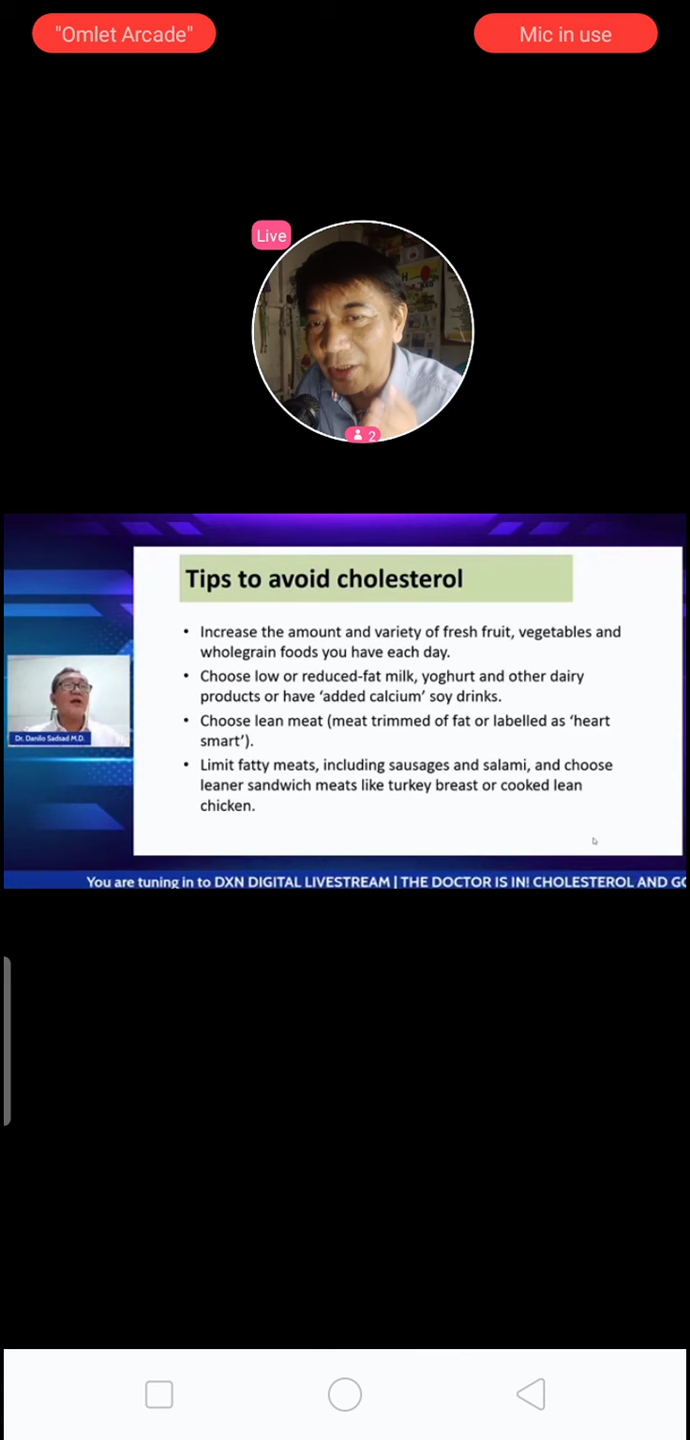 "Omlet Arcade"
Mic in use
Live
2
Tips to avoid cholesterol
• Increase the amount and variety of fresh fruit, vegetables and
wholegrain foods you have each day.
• Choose low or reduced-fat milk, yoghurt and other dairy
products or have ‘added calcium’ soy drinks.
• Choose lean meat (meat trimmed of fat or labelled as ‘heart
smart’).
• Limit fatty meats, including sausages and salami, and choose
leaner sandwich meats like turkey breast or cooked lean
chicken.
Dr. Danilo Sadsad M.D.
You are tuning in to DXN DIGITAL LIVESTREAM | THE DOCTOR IS IN! CHOLESTEROL AND